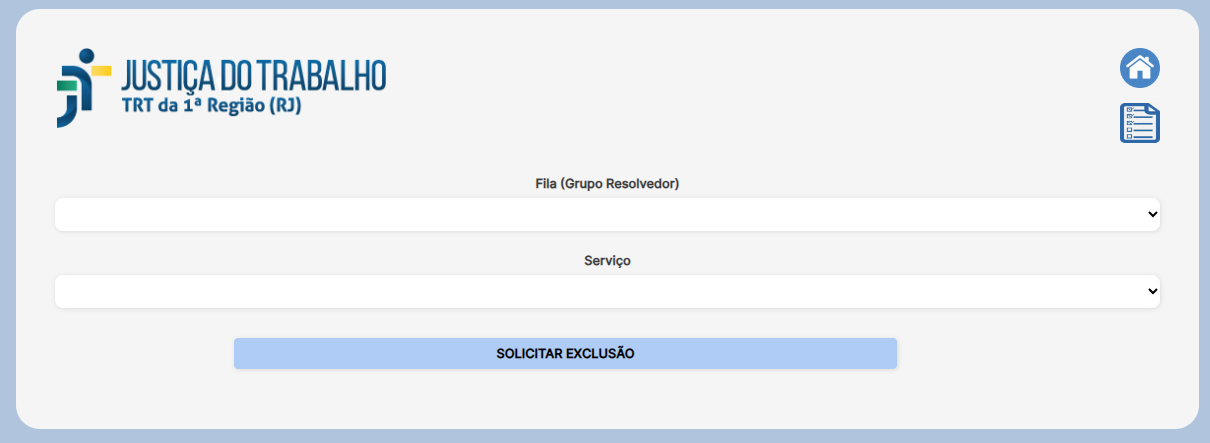 JUSTIÇA DO TRABALHO
TRT da 1ª Região (RJ)
Fila (Grupo Resolvedor)
Serviço
SOLICITAR EXCLUSÃO